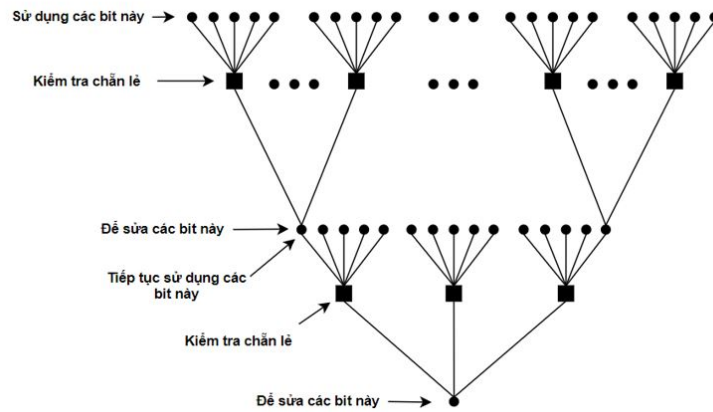 Sử dụng các bit này
Kiểm tra chẵn lẻ
Để sửa các bit này
Tiếp tục sử dụng các
bit này
Kiểm tra chẵn lẻ
Để sửa các bit này